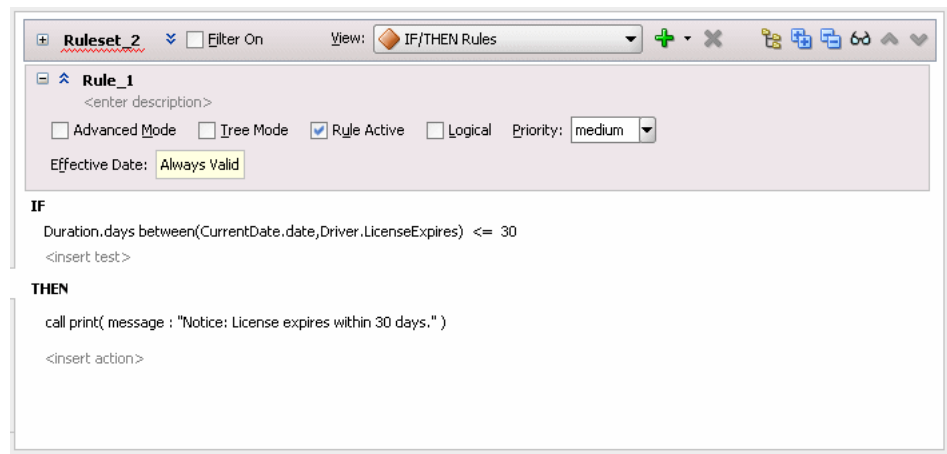 Ruleset_2 Filter On View: IF/THEN Rules
Rule_1
<enter description>
Advanced Mode Tree Mode Rule Active Logical Priority: medium
Effective Date: Always Valid
IF
Duration.days between(CurrentDate.date,Driver.LicenseExpires) <= 30
<insert test>
THEN
call print( message : "Notice: License expires within 30 days." )
<insert action>